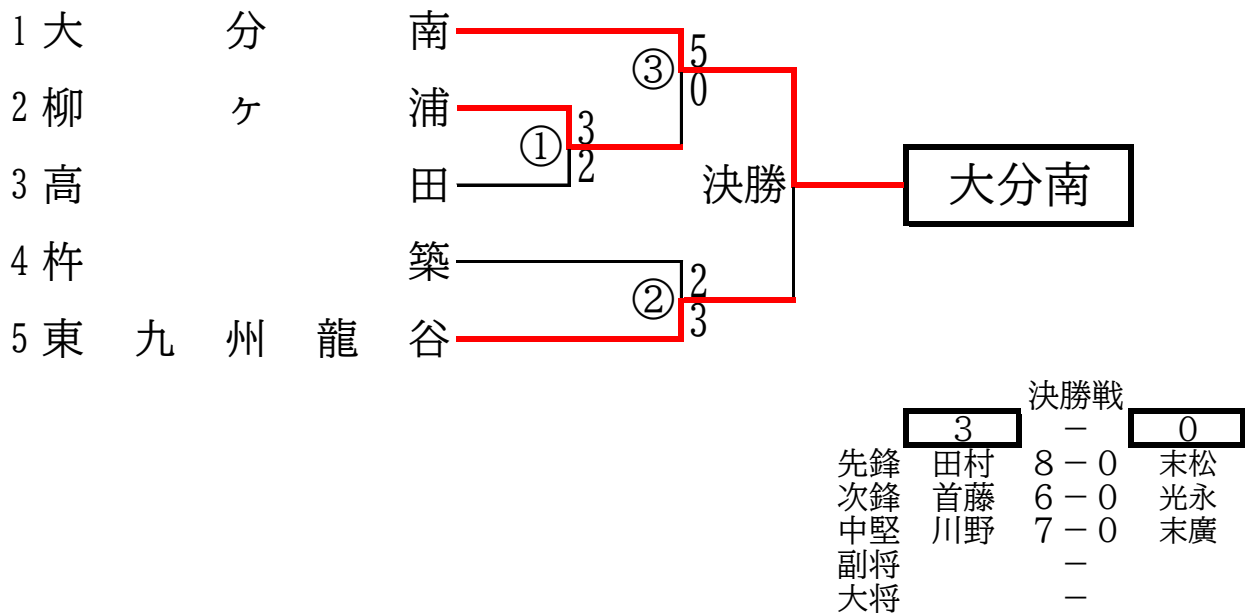 1 大分南
5
③
0
2 柳ヶ浦
3
①
2
3 高田
決勝
大分南
4 杵築
2
②
3
5 東九州龍谷
決勝戦
3 － 0
先鋒 田村 8－0 末松
次鋒 首藤 6－0 光永
中堅 川野 7－0 末廣
副将 －
大将 －